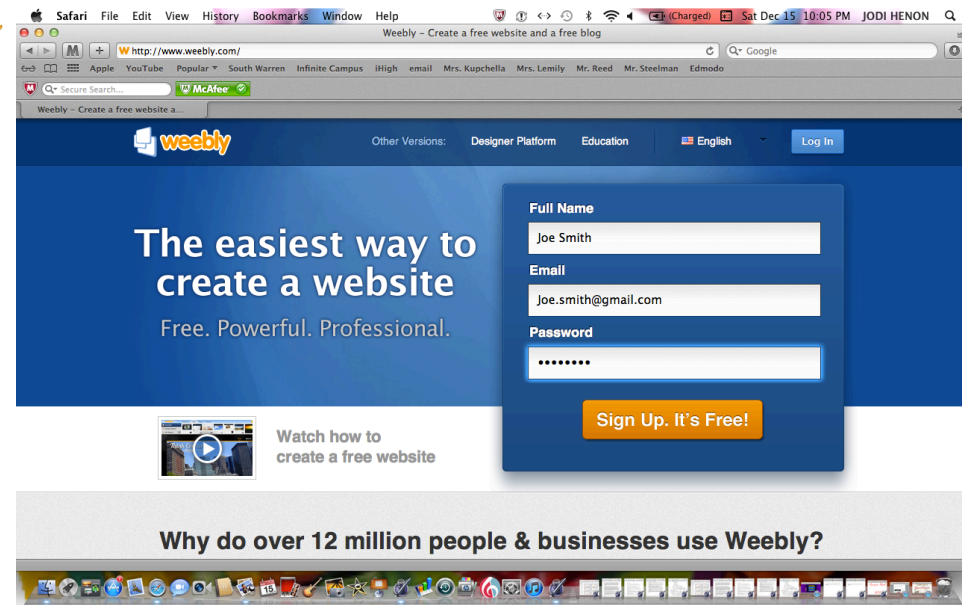 Safari File Edit View History Bookmarks Window Help (Charged) Sat Dec 15 10:05 PM JODI HENON
Weebly – Create a free website and a free blog
M + W http://www.weebly.com/ Google
Apple YouTube Popular South Warren Infinite Campus iHigh email Mrs. Kupchella Mrs. Lemily Mr. Reed Mr. Steelman Edmodo
Secure Search... McAfee
Weebly – Create a free website a...
weebly Other Versions: Designer Platform Education English Log In
Full Name
Joe Smith
The easiest way to
create a website
Free. Powerful. Professional.
Email
Joe.smith@gmail.com
Password
••••••••
Sign Up. It's Free!
Watch how to
create a free website
Why do over 12 million people & businesses use Weebly?